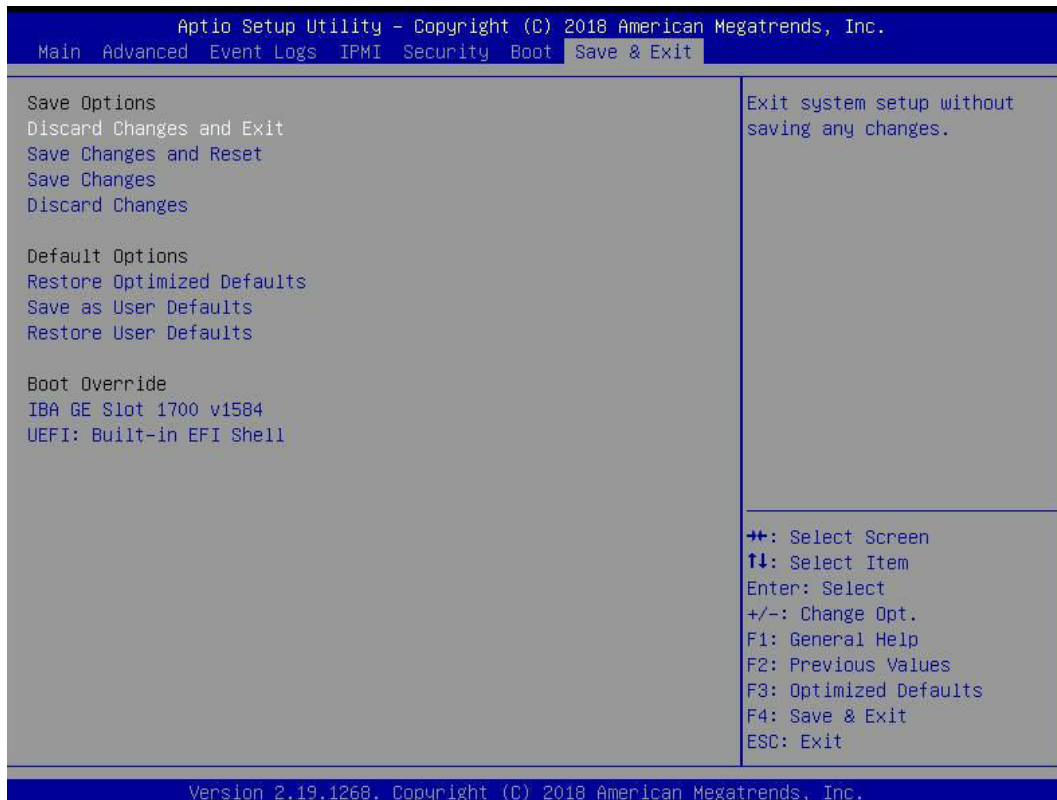 Aptio Setup Utility – Copyright (C) 2018 American Megatrends, Inc.
Main Advanced Event Logs IPMI Security Boot Save & Exit
Save Options
Discard Changes and Exit
Save Changes and Reset
Save Changes
Discard Changes
Default Options
Restore Optimized Defaults
Save as User Defaults
Restore User Defaults
Boot Override
IBA GE Slot 1700 v1584
UEFI: Built-in EFI Shell
Exit system setup without
saving any changes.
→←: Select Screen
↑↓: Select Item
Enter: Select
+/-: Change Opt.
F1: General Help
F2: Previous Values
F3: Optimized Defaults
F4: Save & Exit
ESC: Exit
Version 2.19.1268. Copyright (C) 2018 American Megatrends, Inc.